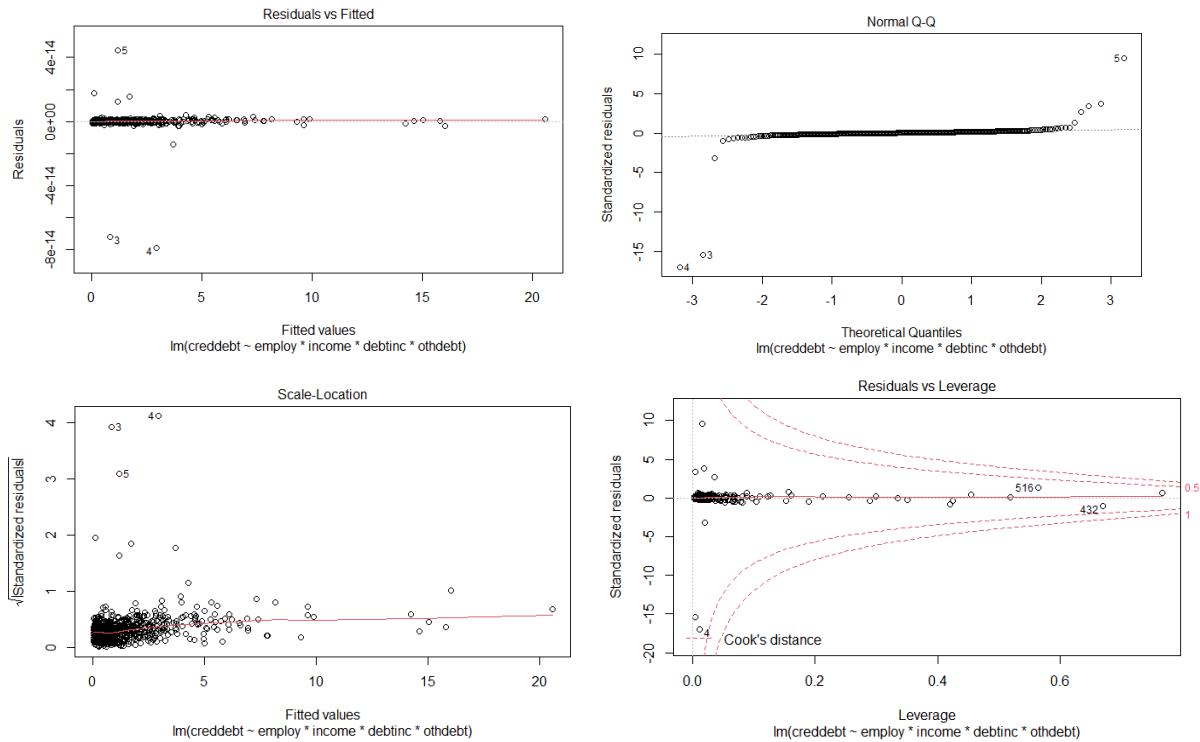 Residuals vs Fitted
Residuals
4e-14
0e+00
-4e-14
-8e-14
5
3
4
0
5
10
15
20
Fitted values
lm(creddebt ~ employ * income * debtinc * othdebt)
Normal Q-Q
Standardized residuals
10
5
0
-5
-10
-15
5
3
4
-3
-2
-1
0
1
2
3
Theoretical Quantiles
lm(creddebt ~ employ * income * debtinc * othdebt)
Scale-Location
√|Standardized residuals|
4
3
2
1
0
4
3
5
0
5
10
15
20
Fitted values
lm(creddebt ~ employ * income * debtinc * othdebt)
Residuals vs Leverage
Standardized residuals
10
5
0
-5
-10
-15
-20
516
432
0.5
1
4
Cook's distance
0.0
0.2
0.4
0.6
Leverage
lm(creddebt ~ employ * income * debtinc * othdebt)